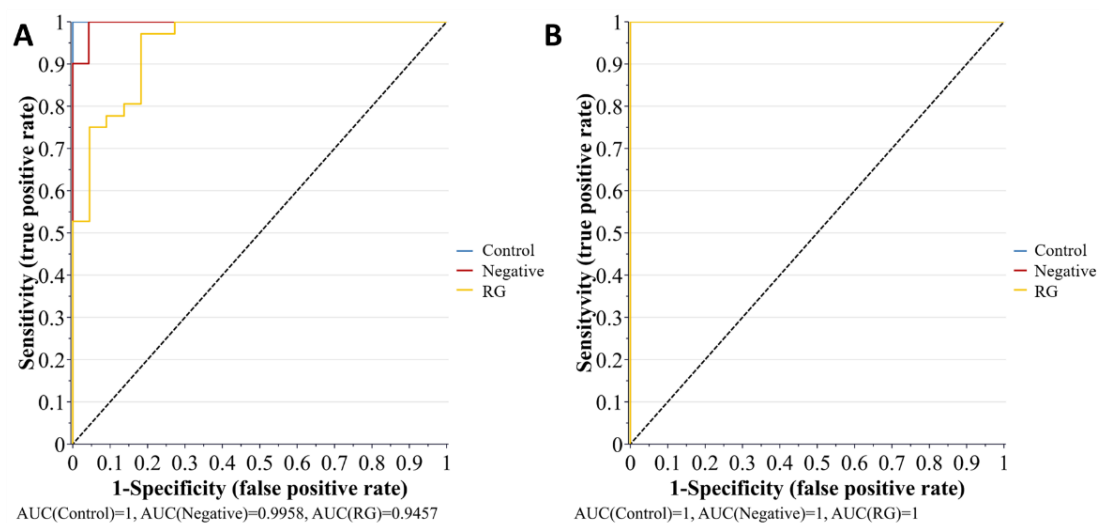 A
Sensitivity (true positive rate)
1
0.9
0.8
0.7
0.6
0.5
0.4
0.3
0.2
0.1
0
0 0.1 0.2 0.3 0.4 0.5 0.6 0.7 0.8 0.9 1
1-Specificity (false positive rate)
Control
Negative
RG
AUC(Control)=1, AUC(Negative)=0.9958, AUC(RG)=0.9457
B
Sensityvity (true positive rate)
1
0.9
0.8
0.7
0.6
0.5
0.4
0.3
0.2
0.1
0
0 0.1 0.2 0.3 0.4 0.5 0.6 0.7 0.8 0.9 1
1-Specificity (false positive rate)
Control
Negative
RG
AUC(Control)=1, AUC(Negative)=1, AUC(RG)=1